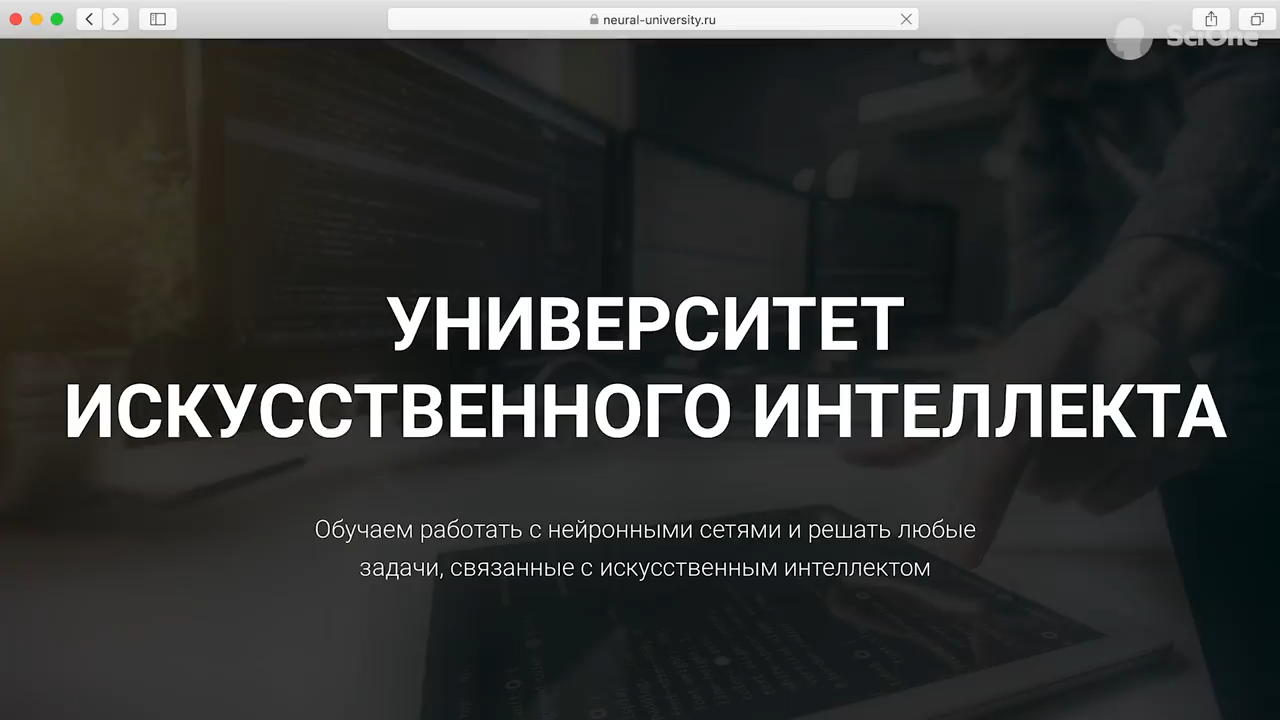 neural-university.ru
SciOne
УНИВЕРСИТЕТ
ИСКУССТВЕННОГО ИНТЕЛЛЕКТА
Обучаем работать с нейронными сетями и решать любые
задачи, связанные с искусственным интеллектом